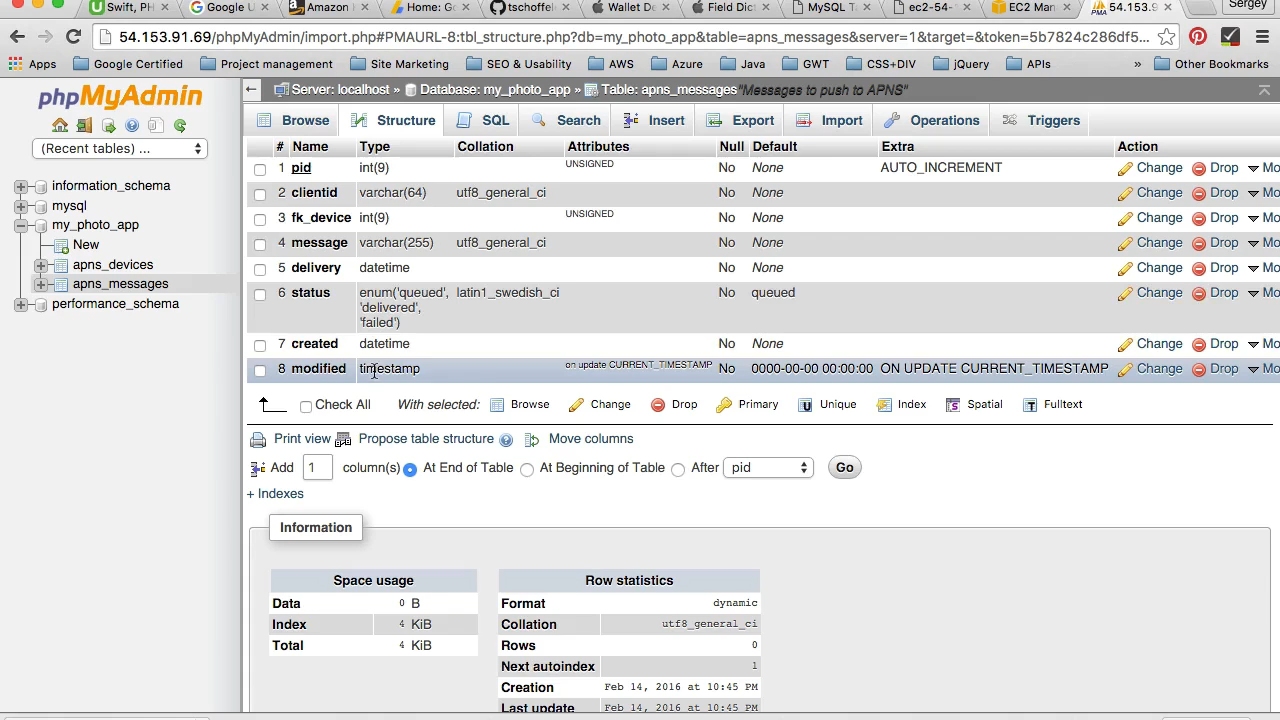 Swift, PH
Google U
Amazon
Home: G
tschoffel
Wallet De
Field Dic
MySQL T
ec2-54-
EC2 Man
54.153.9
Sergey
54.153.91.69/phpMyAdmin/import.php#PMAURL-8:tbl_structure.php?db=my_photo_app&table=apns_messages&server=1&target=&token=5b7824c286df5...
Apps
Google Certified
Project management
Site Marketing
SEO & Usability
AWS
Azure
Java
GWT
CSS+DIV
jQuery
APIs
»
Other Bookmarks
phpMyAdmin
(Recent tables) ...
information_schema
mysql
my_photo_app
New
apns_devices
apns_messages
performance_schema
Server: localhost » Database: my_photo_app » Table: apns_messages "Messages to push to APNS"
Browse Structure SQL Search Insert Export Import Operations Triggers
# Name Type Collation Attributes Null Default Extra Action
1 pid int(9) UNSIGNED No None AUTO_INCREMENT Change Drop Mo
2 clientid varchar(64) utf8_general_ci No None Change Drop Mo
3 fk_device int(9) UNSIGNED No None Change Drop Mo
4 message varchar(255) utf8_general_ci No None Change Drop Mo
5 delivery datetime No None Change Drop Mo
6 status enum('queued', latin1_swedish_ci No queued Change Drop Mo
'delivered',
'failed')
7 created datetime No None Change Drop Mo
8 modified timestamp on update CURRENT_TIMESTAMP No 0000-00-00 00:00:00 ON UPDATE CURRENT_TIMESTAMP Change Drop Mo
Check All With selected: Browse Change Drop Primary Unique Index Spatial Fulltext
Print view Propose table structure Move columns
Add 1 column(s) At End of Table At Beginning of Table After pid Go
+ Indexes
Information
Space usage
Data 0 B
Index 4 KiB
Total 4 KiB
Row statistics
Format dynamic
Collation utf8_general_ci
Rows 0
Next autoindex 1
Creation Feb 14, 2016 at 10:45 PM
Last update Feb 14, 2016 at 10:45 PM